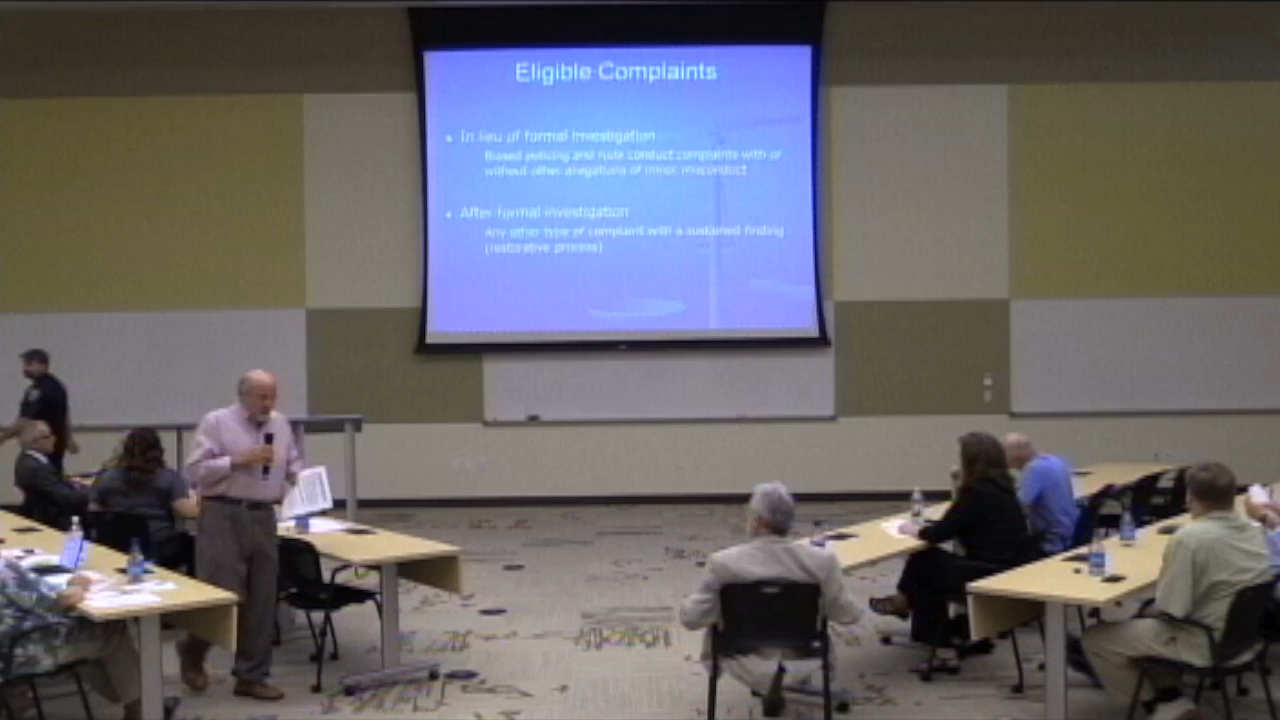 Eligible Complaints
In lieu of formal investigation
Biased policing and rude conduct complaints with or
without other allegations of minor misconduct
After formal investigation
Any other type of complaint with a sustained finding
(restorative process)